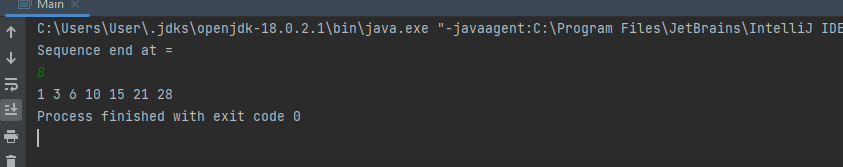 Main
C:\Users\User\.jdks\openjdk-18.0.2.1\bin\java.exe "-javaagent:C:\Program Files\JetBrains\IntelliJ IDE
Sequence end at =
8
1 3 6 10 15 21 28
Process finished with exit code 0